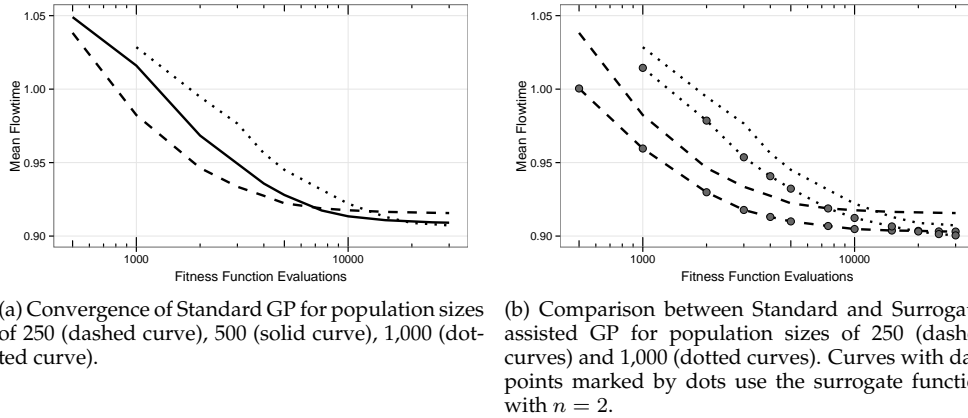 1.05
1.00
0.95
0.90
Mean Flowtime
1000
10000
Fitness Function Evaluations
1.05
1.00
0.95
0.90
Mean Flowtime
1000
10000
Fitness Function Evaluations
(a) Convergence of Standard GP for population sizes
of 250 (dashed curve), 500 (solid curve), 1,000 (dot-
ted curve).
(b) Comparison between Standard and Surroga
assisted GP for population sizes of 250 (dash
curves) and 1,000 (dotted curves). Curves with da
points marked by dots use the surrogate functio
with n = 2.